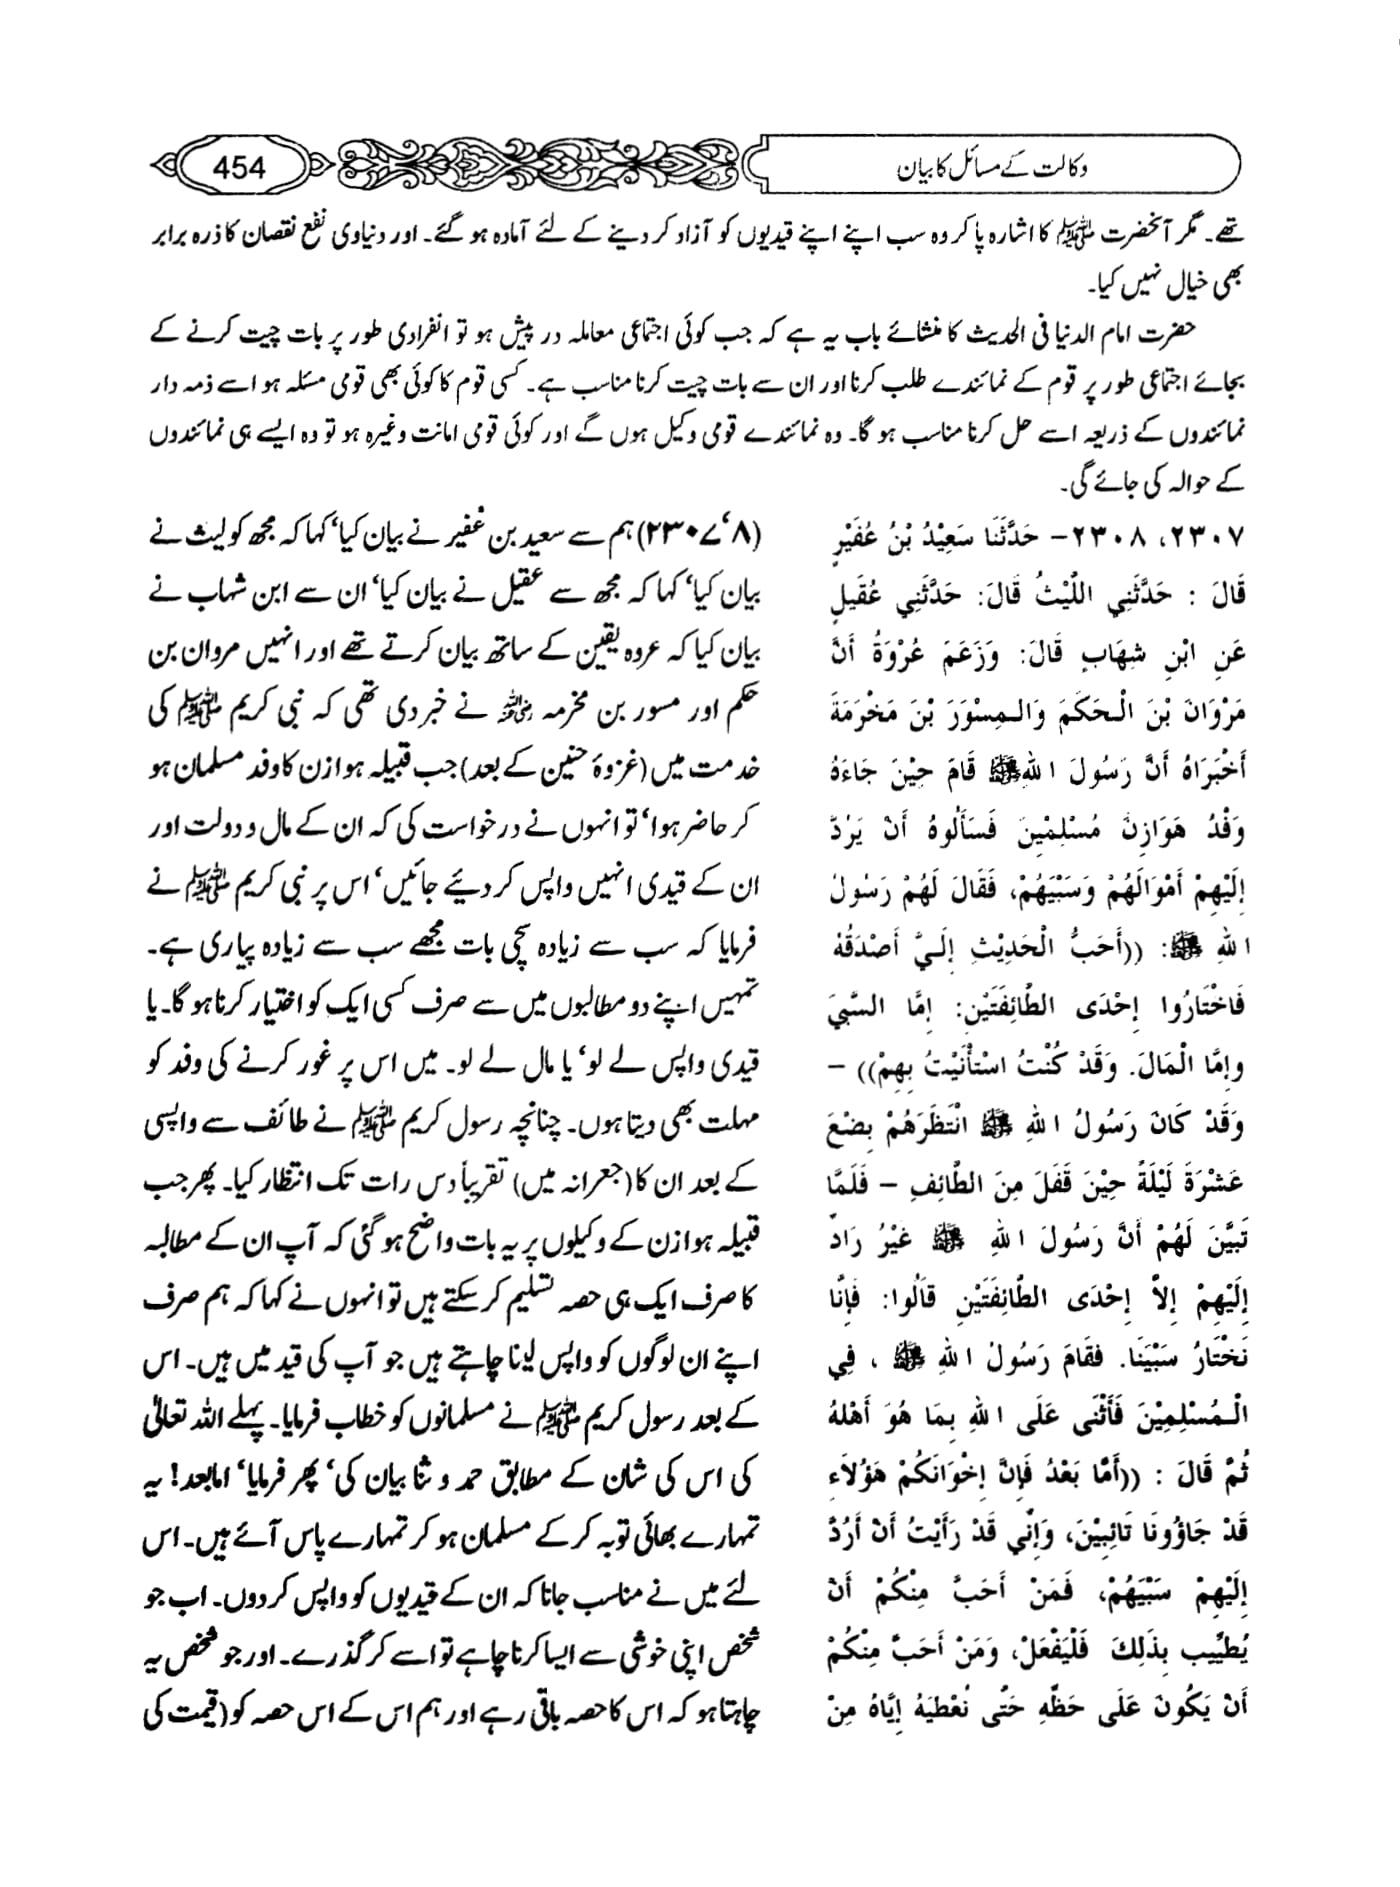 وکالت کے مسائل کا بیان
454
تھے۔ مگر آنحضرت ﷺ کا اشارہ پا کر وہ سب اپنے اپنے قیدیوں کو آزاد کر دینے کے لئے آمادہ ہو گئے۔ اور دنیاوی نفع نقصان کا ذرہ برابر
بھی خیال نہیں کیا۔
حضرت امام الدنیا فی الحدیث کا منشائے باب یہ ہے کہ جب کوئی اجتماعی معاملہ در پیش ہو تو انفرادی طور پر بات چیت کرنے کے
بجائے اجتماعی طور پر قوم کے نمائندے طلب کرنا اور ان سے بات چیت کرنا مناسب ہے۔ کسی قوم کا کوئی بھی قومی مسئلہ ہو اسے ذمہ دار
نمائندوں کے ذریعہ اسے حل کرنا مناسب ہو گا۔ وہ نمائندے قومی وکیل ہوں گے اور کوئی قومی امانت وغیرہ ہو تو وہ ایسے ہی نمائندوں
کے حوالہ کی جائے گی۔
٢٣٠٧، ٢٣٠٨ – حَدَّثَنَا سَعِيْدُ بْنُ عُفَيْرٍ
قَالَ : حَدَّثَنِي اللَّيْثُ قَالَ: حَدَّثَنِي عُقَيلٍ
عَنِ ابْنِ شِهَابٍ قَالَ: وَزَعَمَ عُرْوَةُ أَنَّ
مَرْوَانَ بْنَ الْـحَكَمَ وَالـمِسْوَرَ بْنَ مَخْرَمَةَ
أَخْبَرَاهُ أَنَّ رَسُولَ اللهِ ﷺ قَامَ حِيْنَ جَاءَهُ
وَفْدُ هَوَازِنَ مُسْلِمْينَ فَسَأَلُوهُ أَنْ يَرُدَّ
إِلَيْهِمْ أَمْوَالَهُمْ وَسَبْيَهُمْ، فَقَالَ لَهُمْ رَسُولُ
اللهِ ﷺ: ((أَحَبُّ الْحَدِيْثِ إِلَيَّ أَصْدَقُهُ
فَاخْتَارُوا إِحْدَى الطَّائِفَتَيْنِ: إِمَّا السَّبْيَ
وإِمَّا الْمَالَ. وَقَدْ كُنْتُ اسْتَأْنَيْتُ بِهِمْ)) –
وَقَدْ كَانَ رَسُولُ اللهِ ﷺ انْتَظَرَهُمْ بِضْعَ
عَشْرَةَ لَيْلَةً حِيْنَ قَفَلَ مِنَ الطَّائِفِ – فَلَمَّا
تَبَيَّنَ لَهُمْ أَنَّ رَسُولَ اللهِ ﷺ غَيْرُ رَادٍّ
إِلَيْهِمْ إِلاَّ إِحْدَى الطَّائِفَتَيْنِ قَالُوا: فَإِنَّا
نَخْتَارُ سَبْيَنَا. فَقَامَ رَسُولُ اللهِ ﷺ ، فِي
الْـمُسْلِمِيْنَ فَأَثْنَى عَلَى اللهِ بِمَا هُوَ أَهْلهُ
ثُمَّ قَالَ : ((أَمَّا بَعْدُ فَإِنَّ إِخْوَانَكُمْ هَؤُلاَءِ
قَدْ جَاؤُونَا تَائِبِيْنَ، وَإِنِّي قَدْ رَأَيْتُ أَنْ أَرُدَّ
إِلَيْهِمْ سَبْيَهُمْ، فَمَنْ أَحَبَّ مِنْكُمْ أَنْ
يُطَيِّبَ بِذَلِكَ فَلْيَفْعَلْ، وَمَنْ أَحَبَّ مِنْكُمْ
أَنْ يَكُونَ عَلَى حَظِّهِ حَتَّى نُعْطِيَهُ إِيَّاهُ مِنْ
(٢٣٠٧‘٨) ہم سے سعید بن عفیر نے بیان کیا‘ کہا کہ مجھ کو لیث نے
بیان کیا‘ کہا کہ مجھ سے عقیل نے بیان کیا‘ ان سے ابن شہاب نے
بیان کیا کہ عروہ یقین کے ساتھ بیان کرتے تھے اور انہیں مروان بن
حکم اور مسور بن مخرمہ رضی اللہ نے خبر دی تھی کہ نبی کریم ﷺ کی
خدمت میں (غزوۂ حنین کے بعد) جب قبیلہ ہوازن کا وفد مسلمان ہو
کر حاضر ہوا‘ تو انہوں نے درخواست کی کہ ان کے مال و دولت اور
ان کے قیدی انہیں واپس کر دیئے جائیں‘ اس پر نبی کریم ﷺ نے
فرمایا کہ سب سے زیادہ سچی بات مجھے سب سے زیادہ پیاری ہے۔
تمہیں اپنے دو مطالبوں میں سے صرف کسی ایک کو اختیار کرنا ہو گا۔ یا
قیدی واپس لے لو‘ یا مال لے لو۔ میں اس پر غور کرنے کی وفد کو
مہلت بھی دیتا ہوں۔ چنانچہ رسول کریم ﷺ نے طائف سے واپسی
کے بعد ان کا (جعرانہ میں) تقریباً دس رات تک انتظار کیا۔ پھر جب
قبیلہ ہوازن کے وکیلوں پر یہ بات واضح ہو گئی کہ آپ ان کے مطالبہ
کا صرف ایک ہی حصہ تسلیم کر سکتے ہیں تو انہوں نے کہا کہ ہم صرف
اپنے ان لوگوں کو واپس لینا چاہتے ہیں جو آپ کی قید میں ہیں۔ اس
کے بعد رسول کریم ﷺ نے مسلمانوں کو خطاب فرمایا۔ پہلے اللہ تعالیٰ
کی اس کی شان کے مطابق حمد و ثنا بیان کی‘ پھر فرمایا‘ امابعد! یہ
تمہارے بھائی توبہ کر کے مسلمان ہو کر تمہارے پاس آئے ہیں۔ اس
لئے میں نے مناسب جانا کہ ان کے قیدیوں کو واپس کر دوں۔ اب جو
شخص اپنی خوشی سے ایسا کرنا چاہے تو اسے کر گذرے۔ اور جو شخص یہ
چاہتا ہو کہ اس کا حصہ باقی رہے اور ہم اس کے اس حصہ کو (قیمت کی